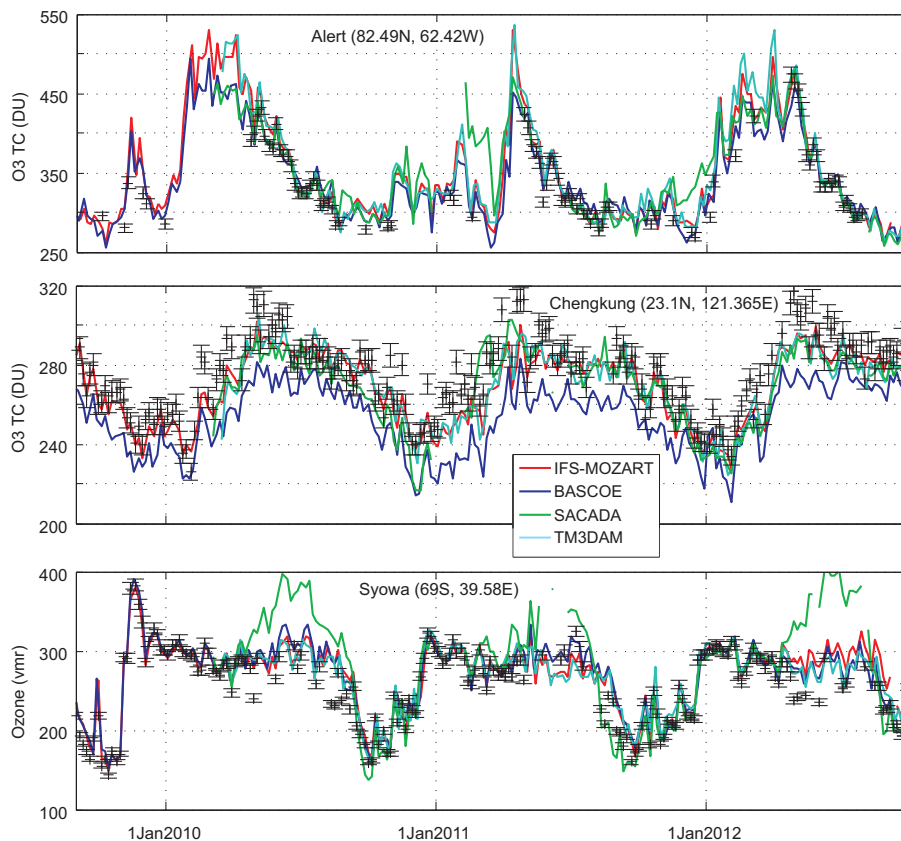 550
450
350
250
O3 TC (DU)
Alert (82.49N, 62.42W)
320
280
240
200
O3 TC (DU)
Chengkung (23.1N, 121.365E)
IFS-MOZART
BASCOE
SACADA
TM3DAM
400
300
200
100
Ozone (vmr)
Syowa (69S, 39.58E)
1Jan2010
1Jan2011
1Jan2012